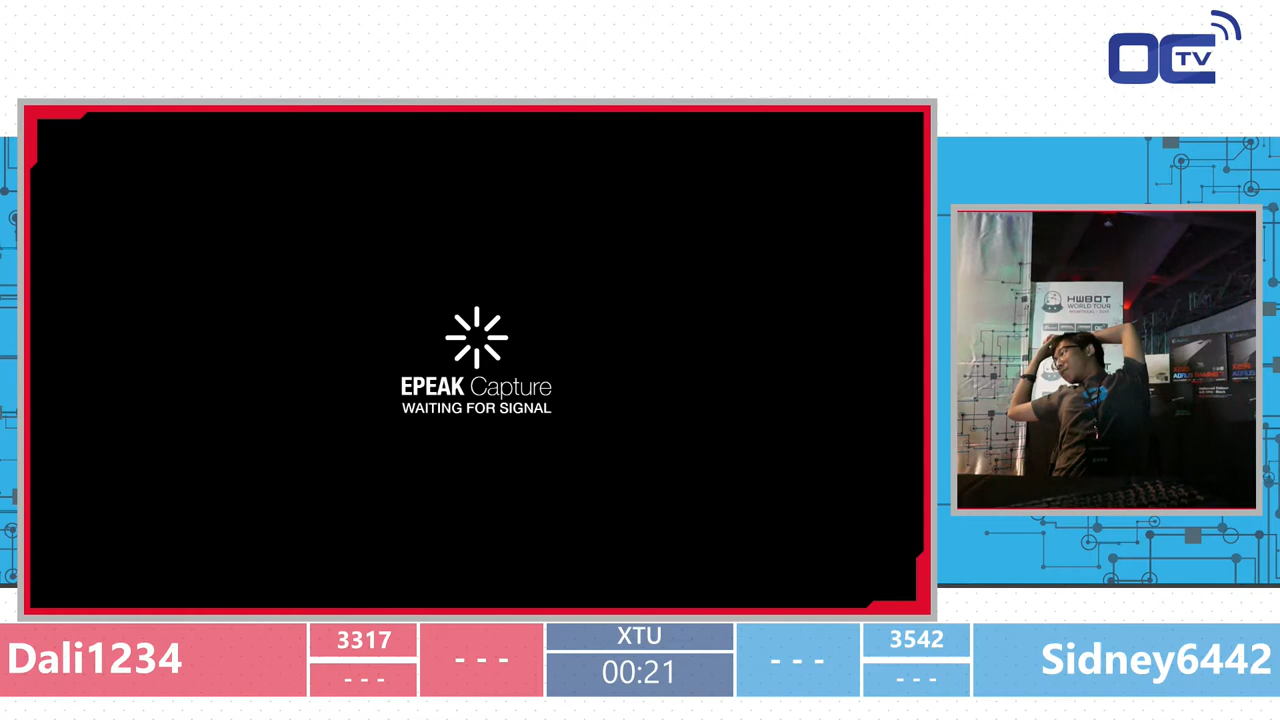 OC TV
EPEAK Capture
WAITING FOR SIGNAL
HWBOT
WORLD TOUR
Dali1234
3317
- - -
- - -
XTU
00:21
- - -
3542
- - -
Sidney6442